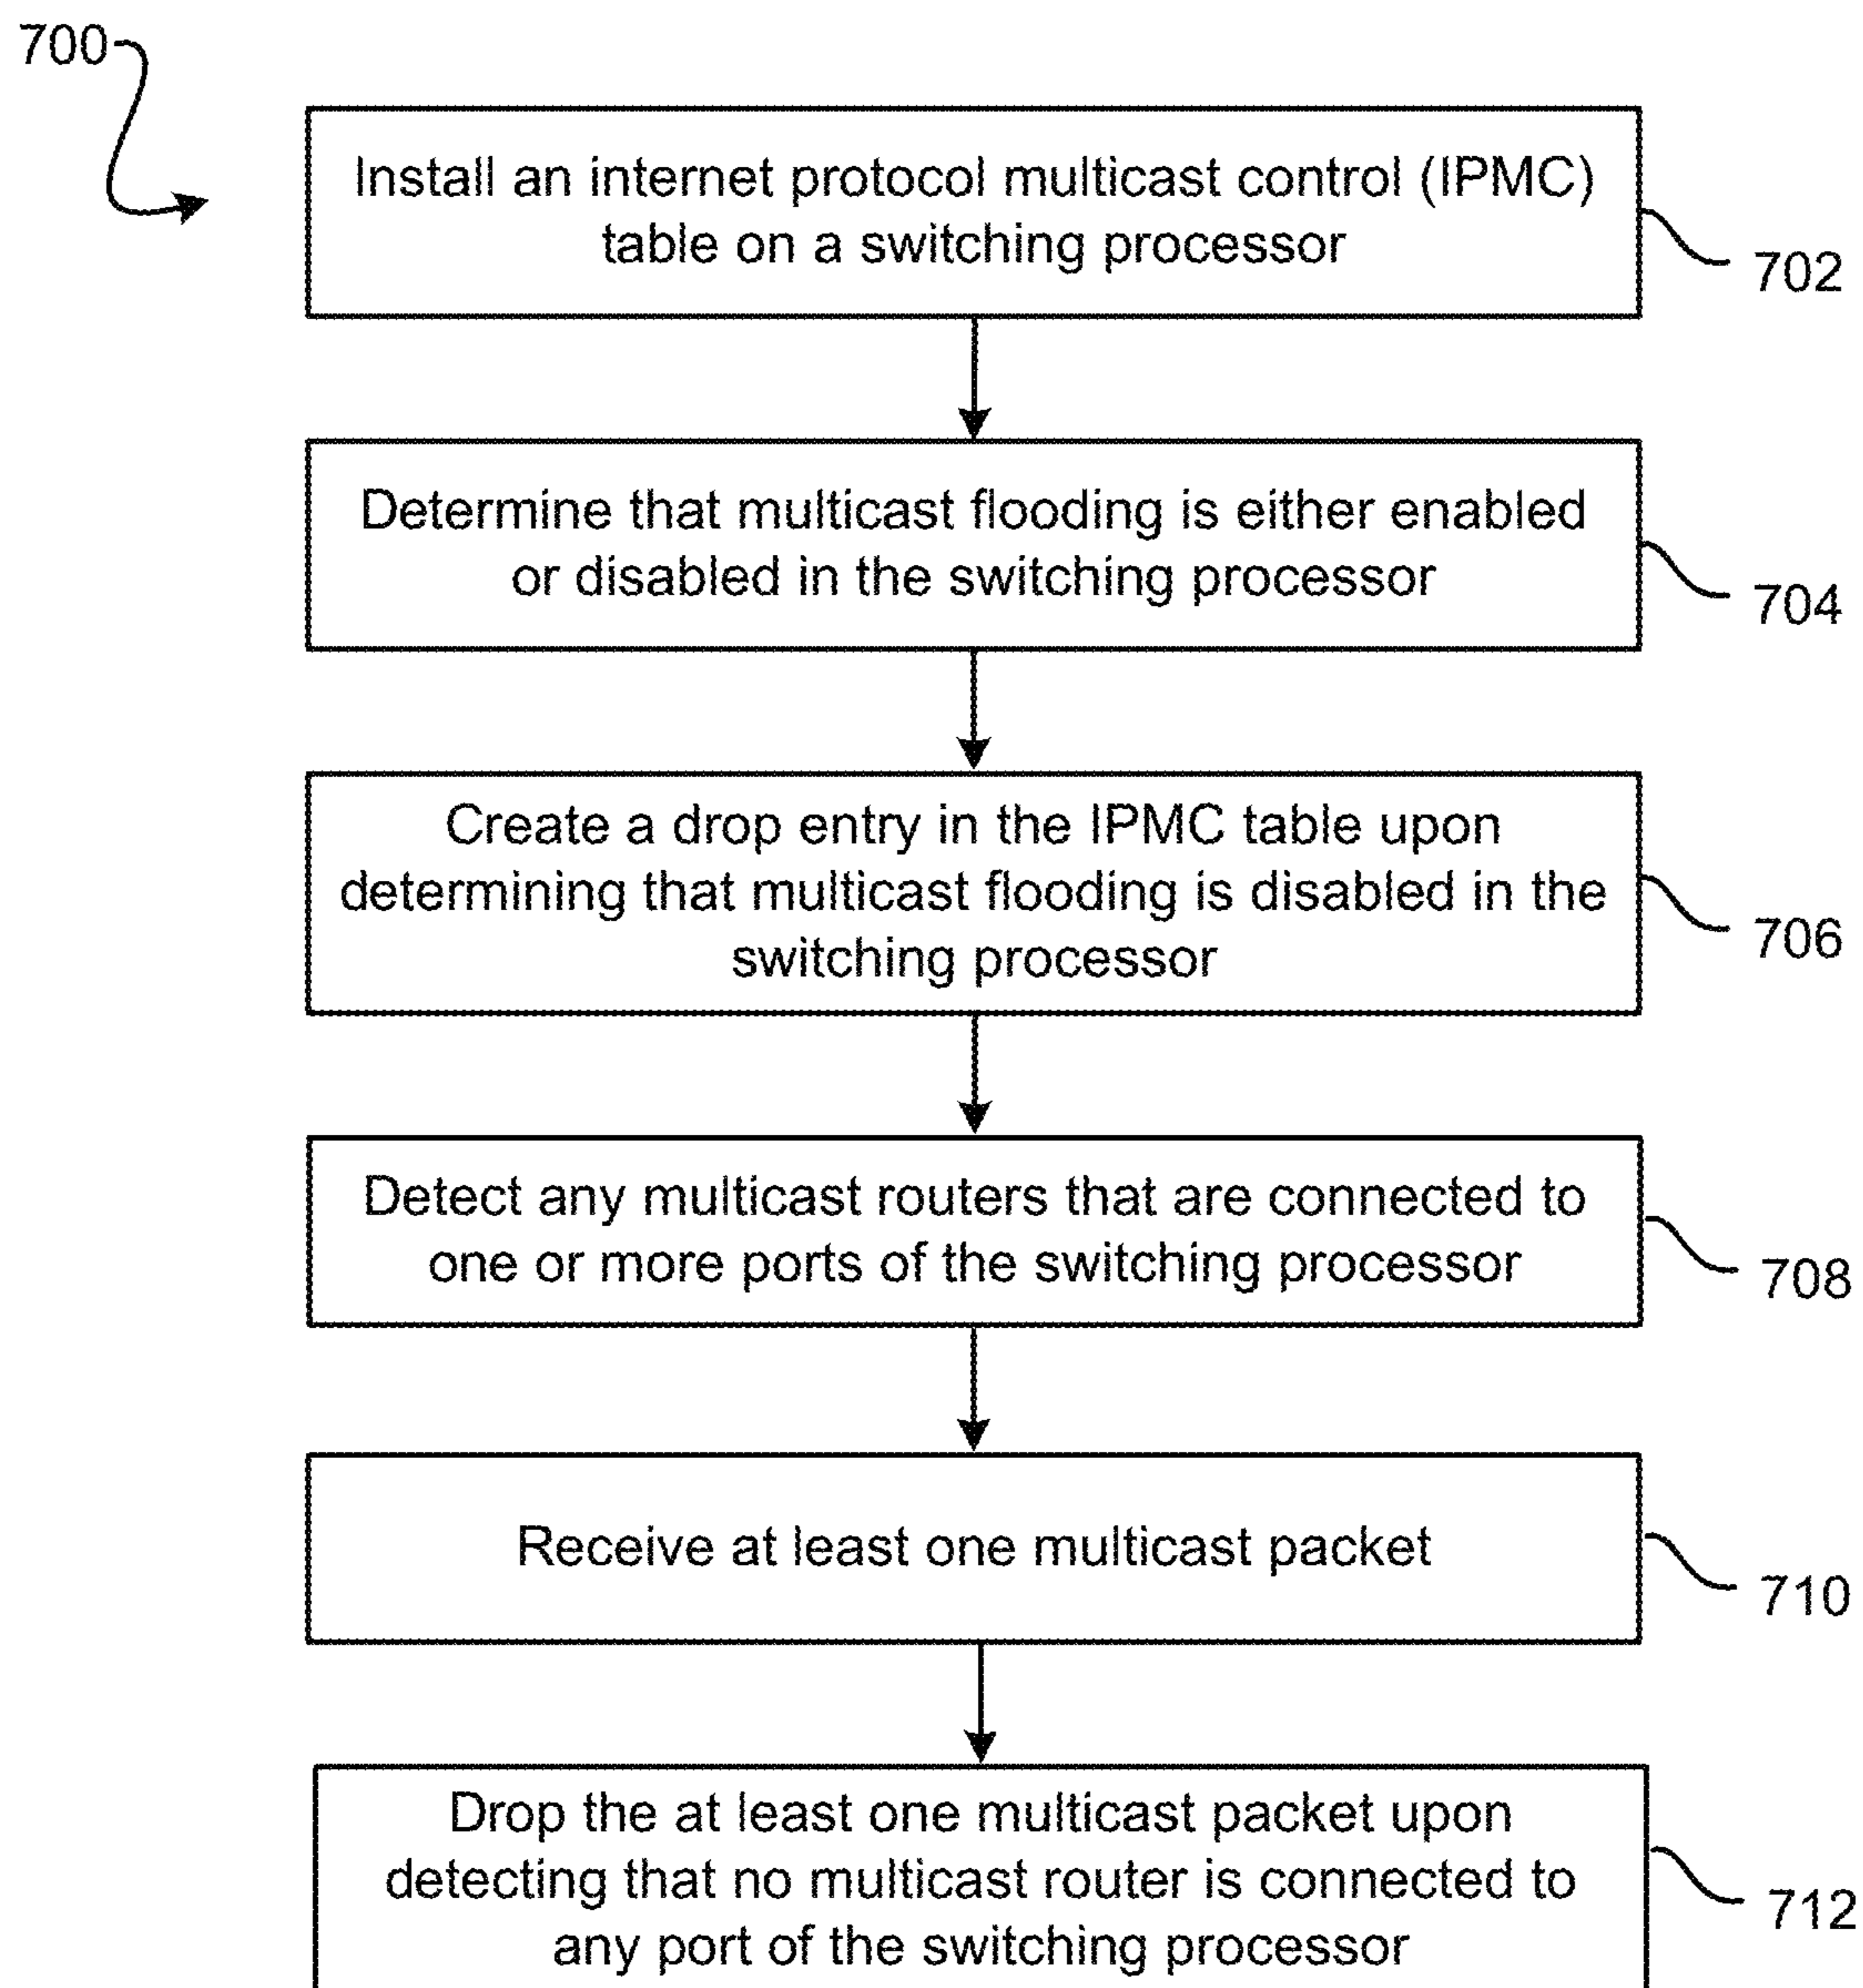 700
Install an internet protocol multicast control (IPMC)
table on a switching processor
702
Determine that multicast flooding is either enabled
or disabled in the switching processor
704
Create a drop entry in the IPMC table upon
determining that multicast flooding is disabled in the
switching processor
706
Detect any multicast routers that are connected to
one or more ports of the switching processor
708
Receive at least one multicast packet
710
Drop the at least one multicast packet upon
detecting that no multicast router is connected to
any port of the switching processor
712